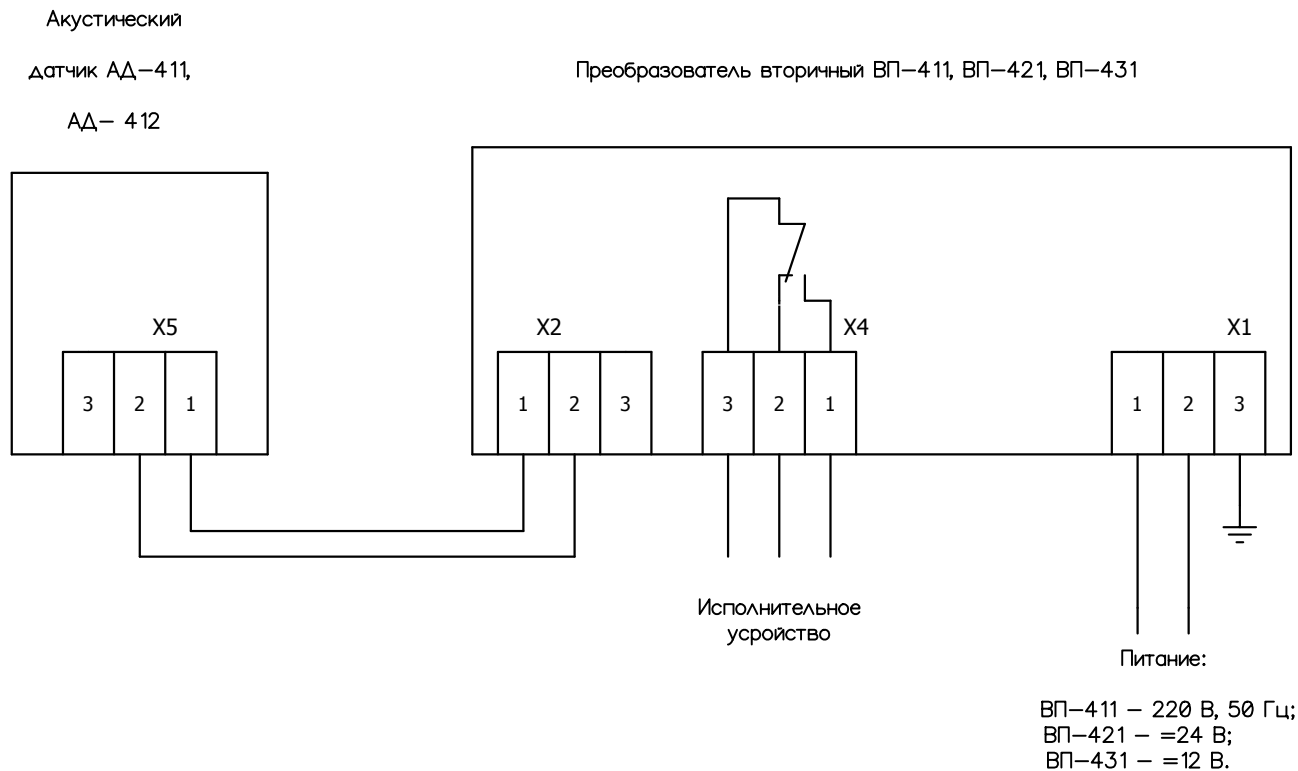 Акустический
датчик АД-411,
АД- 412
Преобразователь вторичный ВП-411, ВП-421, ВП-431
X5
X2
X4
X1
3 2 1
1 2 3
3 2 1
1 2 3
Исполнительное
усройство
Питание:
ВП-411 - 220 В, 50 Гц;
ВП-421 - =24 В;
ВП-431 - =12 В.